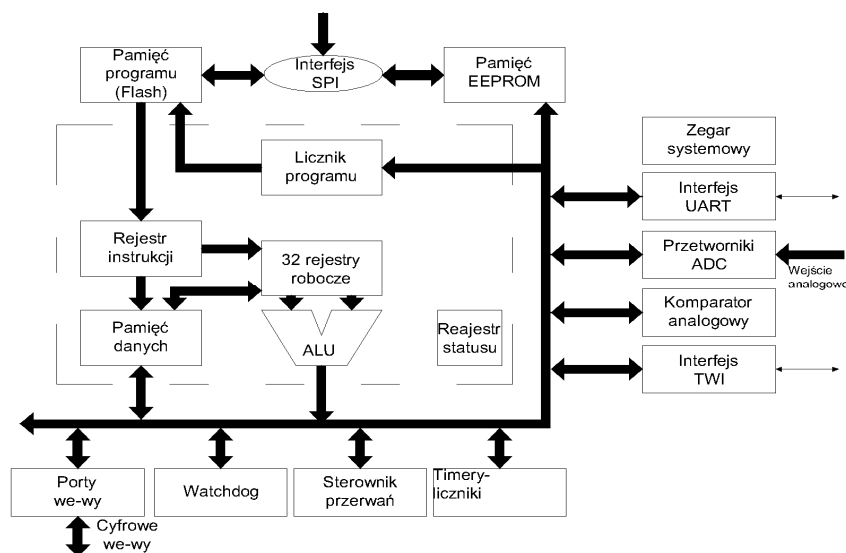 Pamięć
programu
(Flash)
Interfejs
SPI
Pamięć
EEPROM
Zegar
systemowy
Licznik
programu
Interfejs
UART
Rejestr
instrukcji
32 rejestry
robocze
Przetworniki
ADC
Wejście
analogowe
Komparator
analogowy
Pamięć
danych
ALU
Reajestr
statusu
Interfejs
TWI
Porty
we-wy
Watchdog
Sterownik
przerwań
Timery-
liczniki
Cyfrowe
we-wy